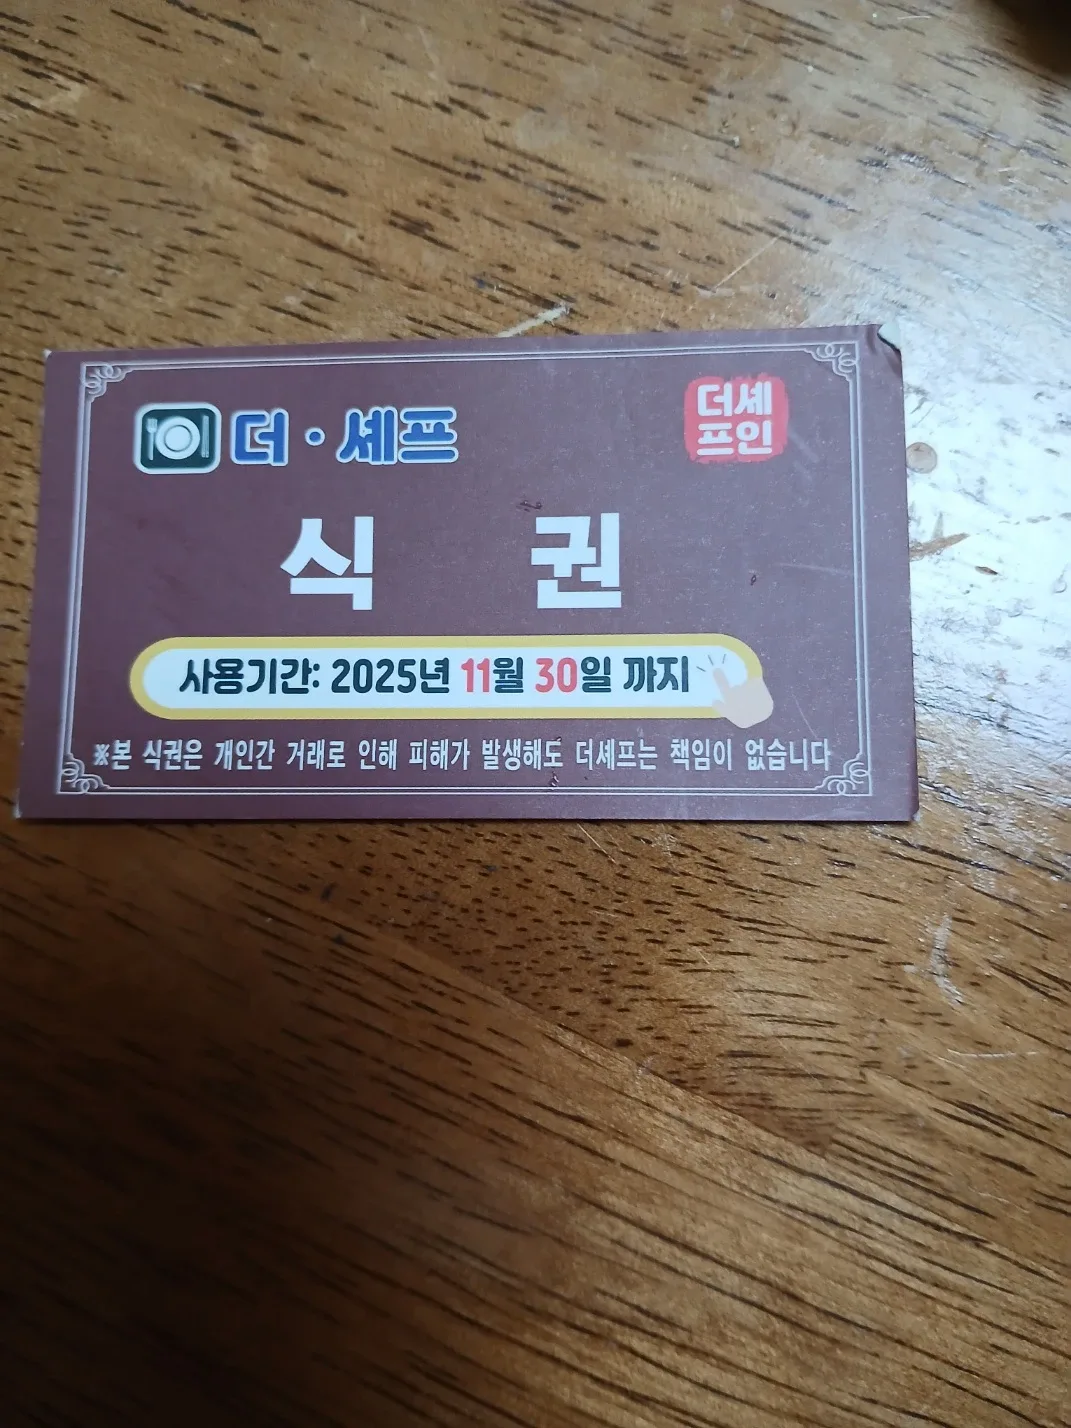 더·셰프
더셰
프인
식 권
사용기간: 2025년 11월 30일 까지
※본 식권은 개인간 거래로 인해 피해가 발생해도 더셰프는 책임이 없습니다